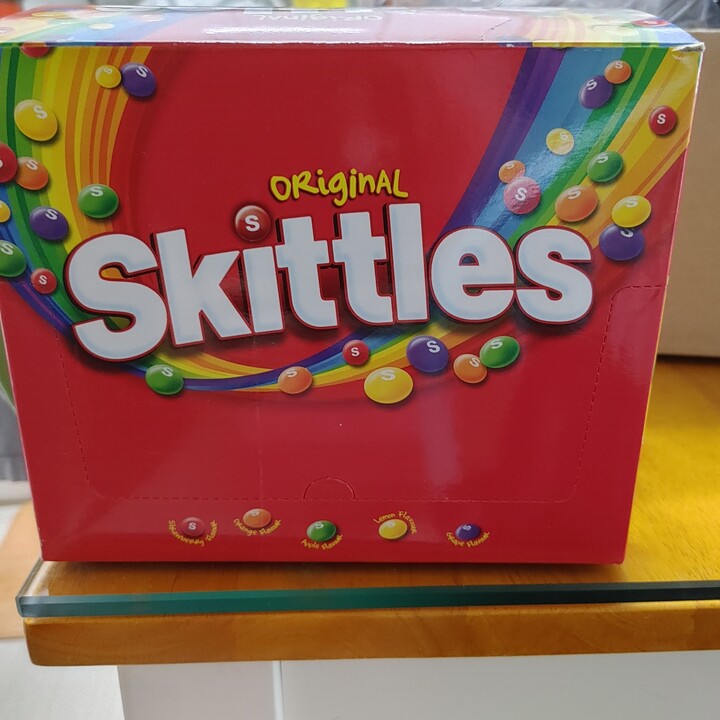 ORiginAL
Skittles
Strawberry Flavour
Orange Flavour
Apple Flavour
Lemon Flavour
Grape Flavour